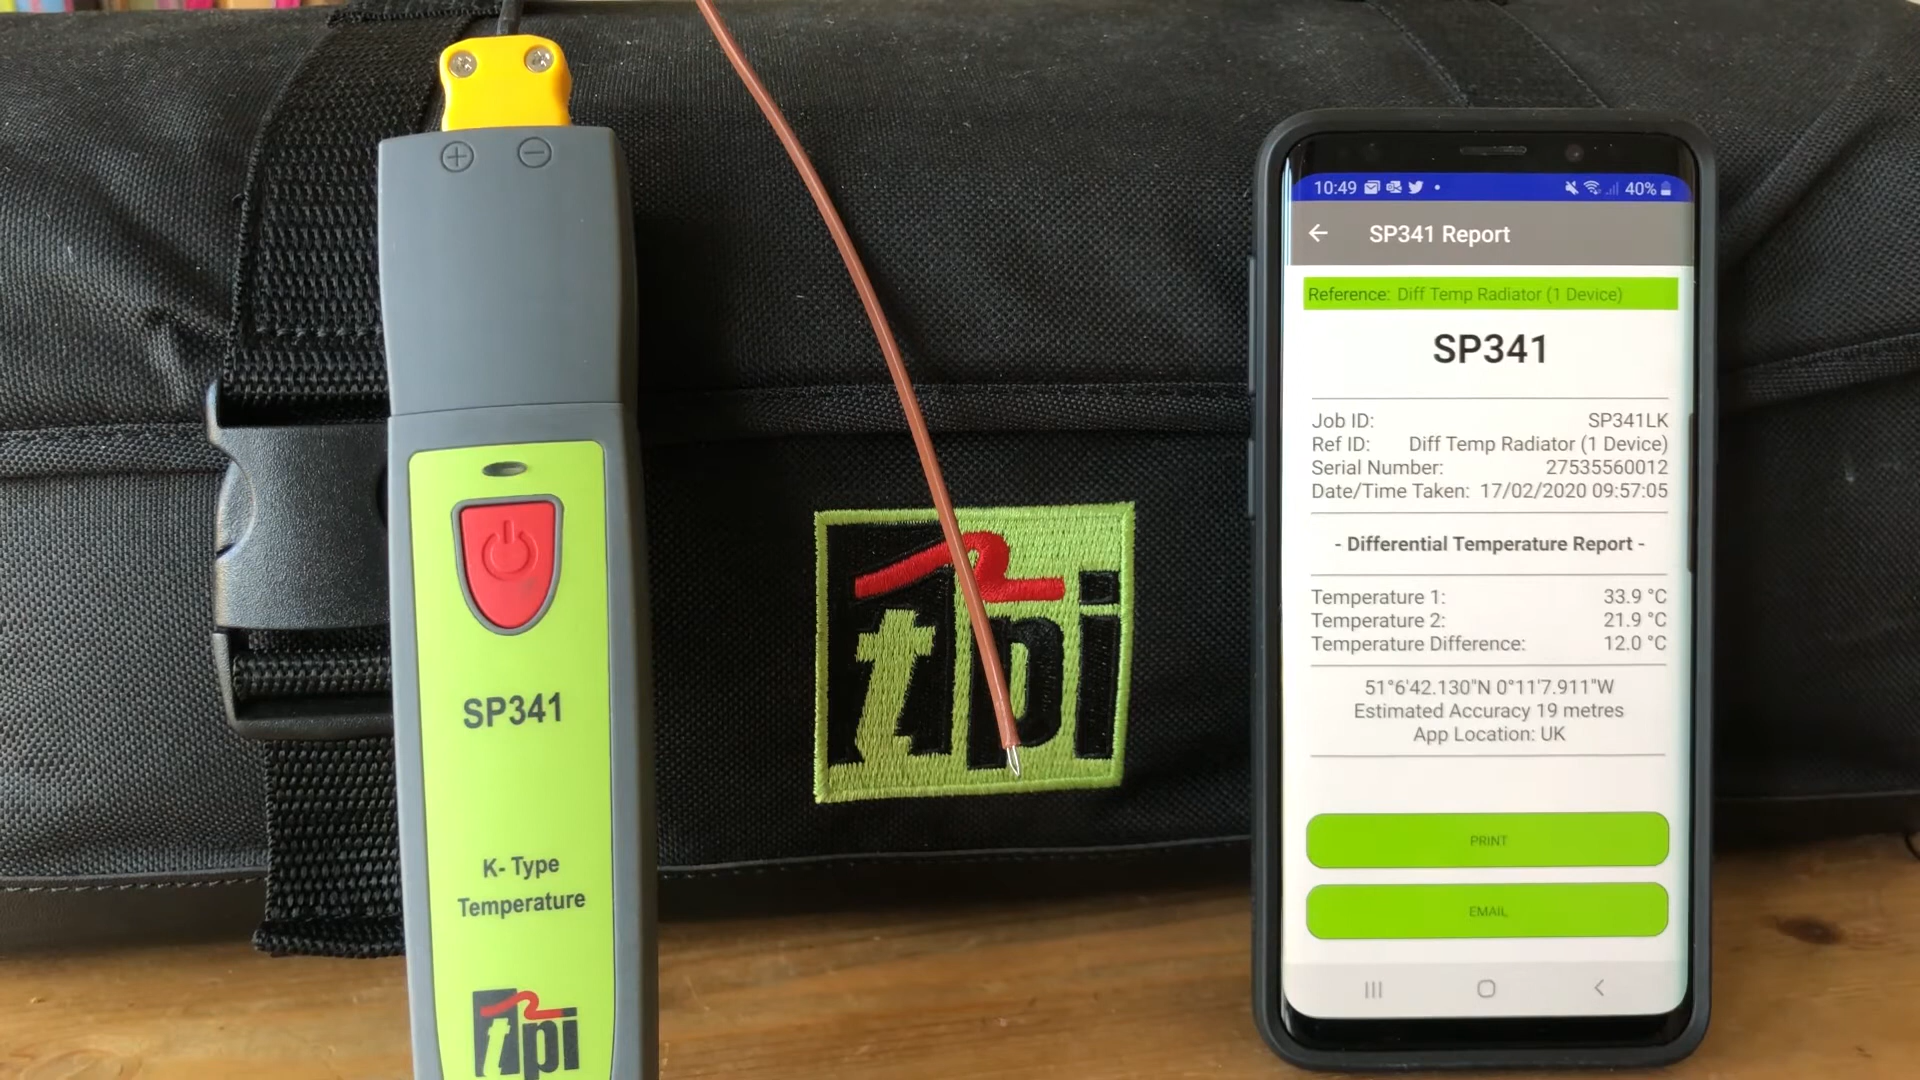 + −
SP341
K- Type
Temperature
tpi
tpi
10:49 40%
SP341 Report
Reference: Diff Temp Radiator (1 Device)
SP341
Job ID: SP341LK
Ref ID: Diff Temp Radiator (1 Device)
Serial Number: 27535560012
Date/Time Taken: 17/02/2020 09:57:05
- Differential Temperature Report -
Temperature 1: 33.9 °C
Temperature 2: 21.9 °C
Temperature Difference: 12.0 °C
51°6'42.130"N 0°11'7.911"W
Estimated Accuracy 19 metres
App Location: UK
PRINT
EMAIL